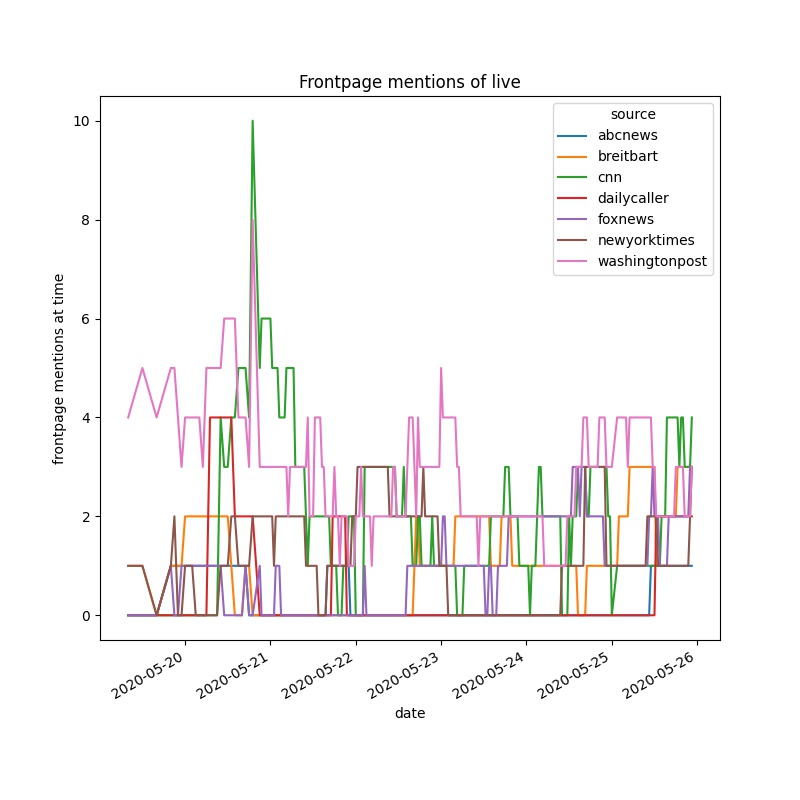 Frontpage mentions of live
source
abcnews
breitbart
cnn
dailycaller
foxnews
newyorktimes
washingtonpost
frontpage mentions at time
10
8
6
4
2
0
2020-05-20
2020-05-21
2020-05-22
2020-05-23
2020-05-24
2020-05-25
2020-05-26
date